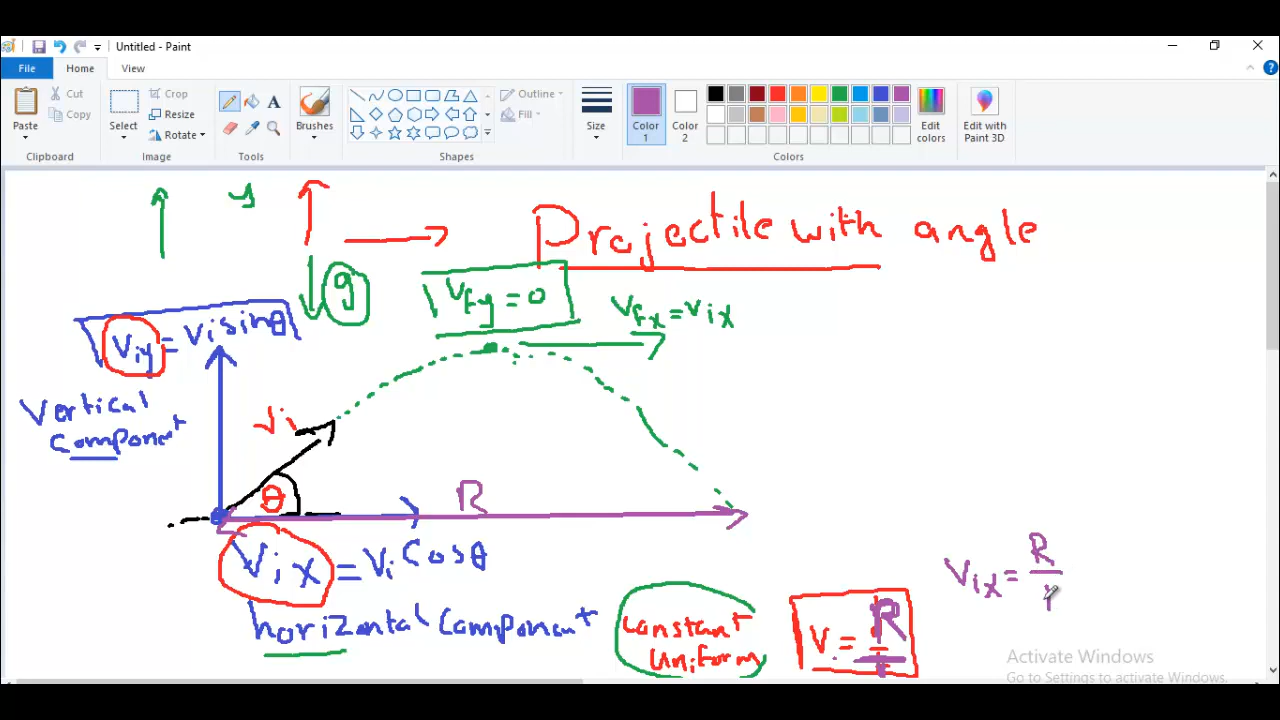 Untitled - Paint
File Home View
Paste
Cut
Copy
Clipboard
Select
Crop
Resize
Rotate
Image
Tools
Brushes
Shapes
Outline
Fill
Size
Color 1
Color 2
Edit colors
Colors
Edit with Paint 3D
y
g
Projectile with angle
Vfy = 0
Vfx = Vix
Viy = Vi sinθ
Vertical
Component
Vi
θ
R
Vix = Vi Cosθ
horizontal Component
Constant
Uniform
V = R
Vix = R
Activate Windows
Go to Settings to activate Windows.